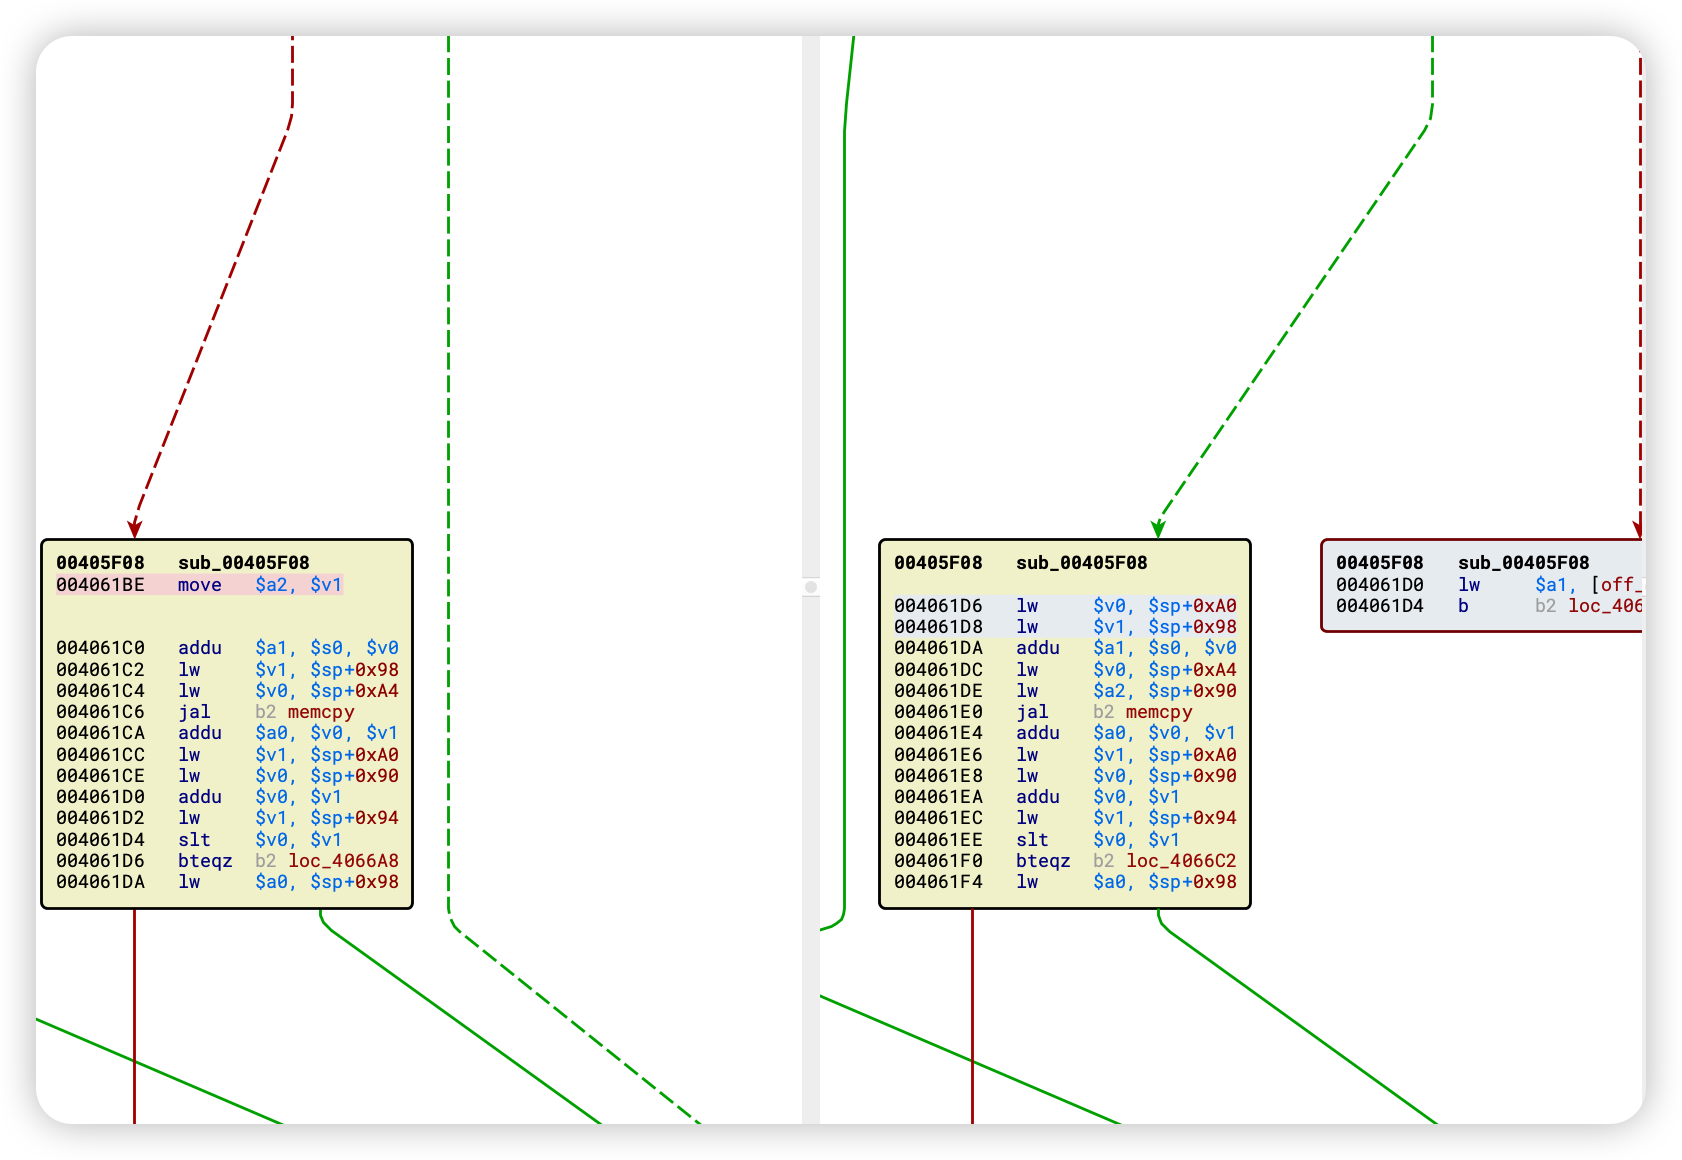 00405F08 sub_00405F08
004061BE move $a2, $v1
004061C0 addu $a1, $s0, $v0
004061C2 lw $v1, $sp+0x98
004061C4 lw $v0, $sp+0xA4
004061C6 jal b2 memcpy
004061CA addu $a0, $v0, $v1
004061CC lw $v1, $sp+0xA0
004061CE lw $v0, $sp+0x90
004061D0 addu $v0, $v1
004061D2 lw $v1, $sp+0x94
004061D4 slt $v0, $v1
004061D6 bteqz b2 loc_4066A8
004061DA lw $a0, $sp+0x98
00405F08 sub_00405F08
004061D6 lw $v0, $sp+0xA0
004061D8 lw $v1, $sp+0x98
004061DA addu $a1, $s0, $v0
004061DC lw $v0, $sp+0xA4
004061DE lw $a2, $sp+0x90
004061E0 jal b2 memcpy
004061E4 addu $a0, $v0, $v1
004061E6 lw $v1, $sp+0xA0
004061E8 lw $v0, $sp+0x90
004061EA addu $v0, $v1
004061EC lw $v1, $sp+0x94
004061EE slt $v0, $v1
004061F0 bteqz b2 loc_4066C2
004061F4 lw $a0, $sp+0x98
00405F08 sub_00405F08
004061D0 lw $a1, [off_
004061D4 b b2 loc_406